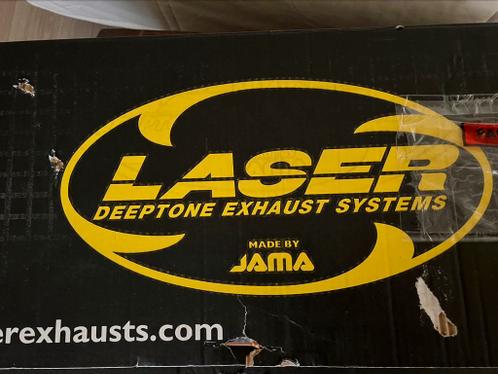 LASER
DEEPTONE EXHAUST SYSTEMS
MADE BY
JAMA
erexhausts.com